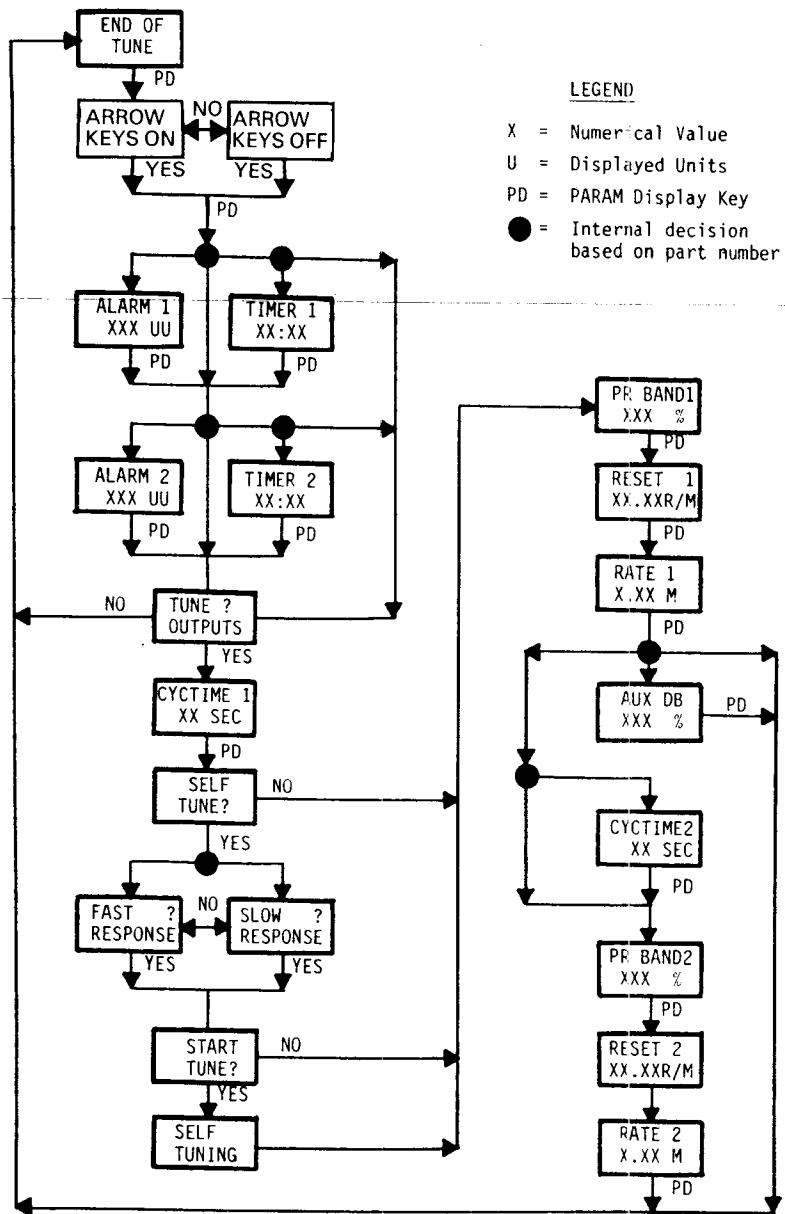 END OF
TUNE
PD
ARROW
KEYS ON
NO
ARROW
KEYS OFF
YES
YES
PD
LEGEND
X = Numerical Value
U = Displayed Units
PD = PARAM Display Key
= Internal decision
based on part number
ALARM 1
XXX UU
TIMER 1
XX:XX
PD
PD
ALARM 2
XXX UU
TIMER 2
XX:XX
PD
PD
NO
TUNE ?
OUTPUTS
YES
CYCTIME 1
XX SEC
PD
SELF
TUNE?
NO
YES
FAST ?
RESPONSE
NO
SLOW ?
RESPONSE
YES
YES
START
TUNE?
NO
YES
SELF
TUNING
PR BAND1
XXX %
PD
RESET 1
XX.XXR/M
PD
RATE 1
X.XX M
PD
AUX DB
XXX %
PD
CYCTIME2
XX SEC
PD
PR BAND2
XXX %
PD
RESET 2
XX.XXR/M
RATE 2
X.XX M
PD